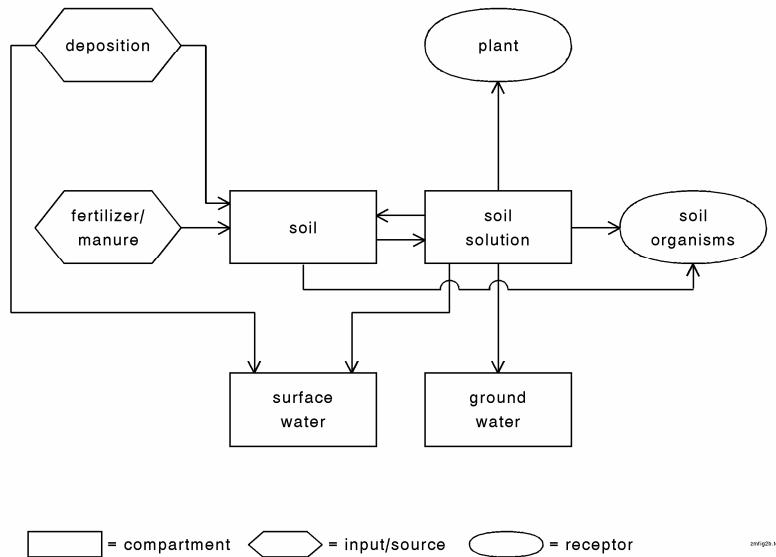 deposition
plant
fertilizer/
manure
soil
soil
solution
soil
organisms
surface
water
ground
water
= compartment
= input/source
= receptor